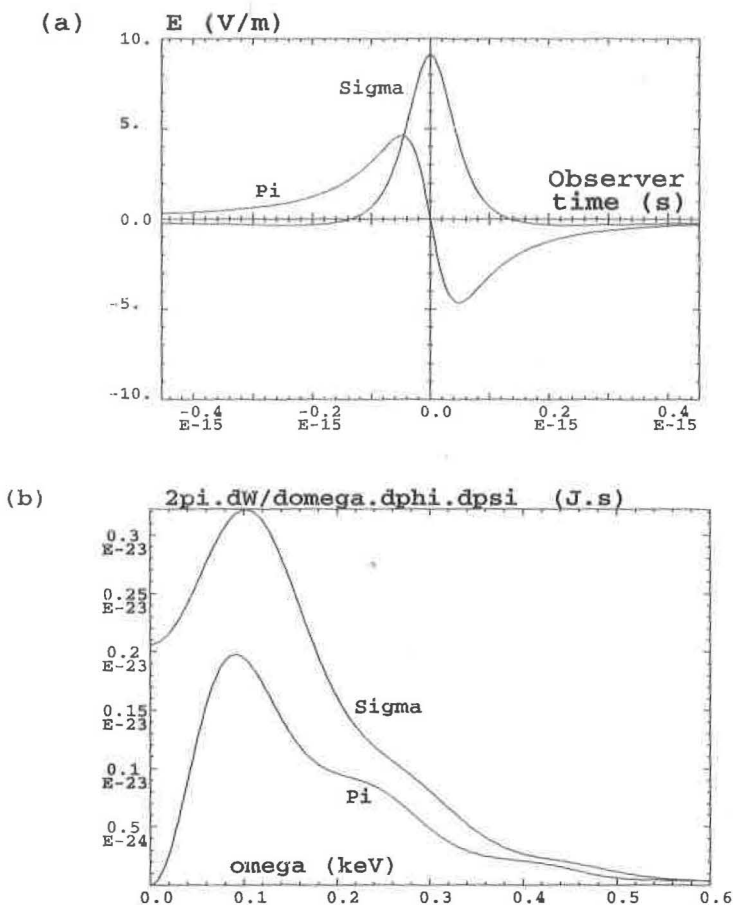 (a) E (V/m)
10.
Sigma
5.
Pi
Observer
time (s)
0.0
-5.
-10.
-0.4 -0.2 0.0 0.2 0.4
E-15 E-15 E-15 E-15
(b) 2pi.dW/domega.dphi.dpsi (J.s)
0.3
E-23
0.25
E-23
0.2
E-23
0.15
E-23
Sigma
0.1
E-23
Pi
0.5
E-24
omega (keV)
0.0 0.1 0.2 0.3 0.4 0.5 0.6